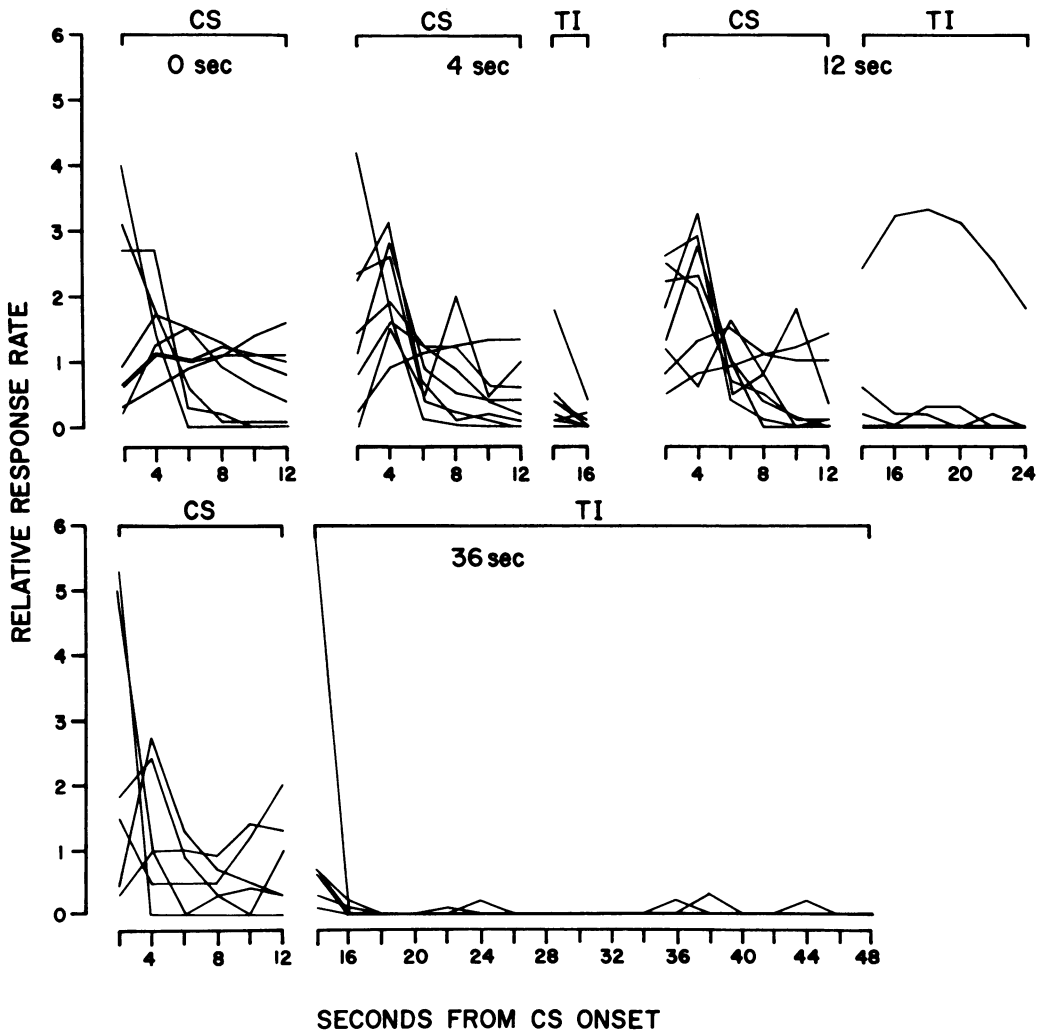 CS CS TI CS TI
0 sec 4 sec 12 sec
6
5
4
3
2
1
0
4 8 12 4 8 12 16 4 8 12 16 20 24
CS TI
36 sec
6
5
4
3
2
1
0
4 8 12 16 20 24 28 32 36 40 44 48
RELATIVE RESPONSE RATE
SECONDS FROM CS ONSET